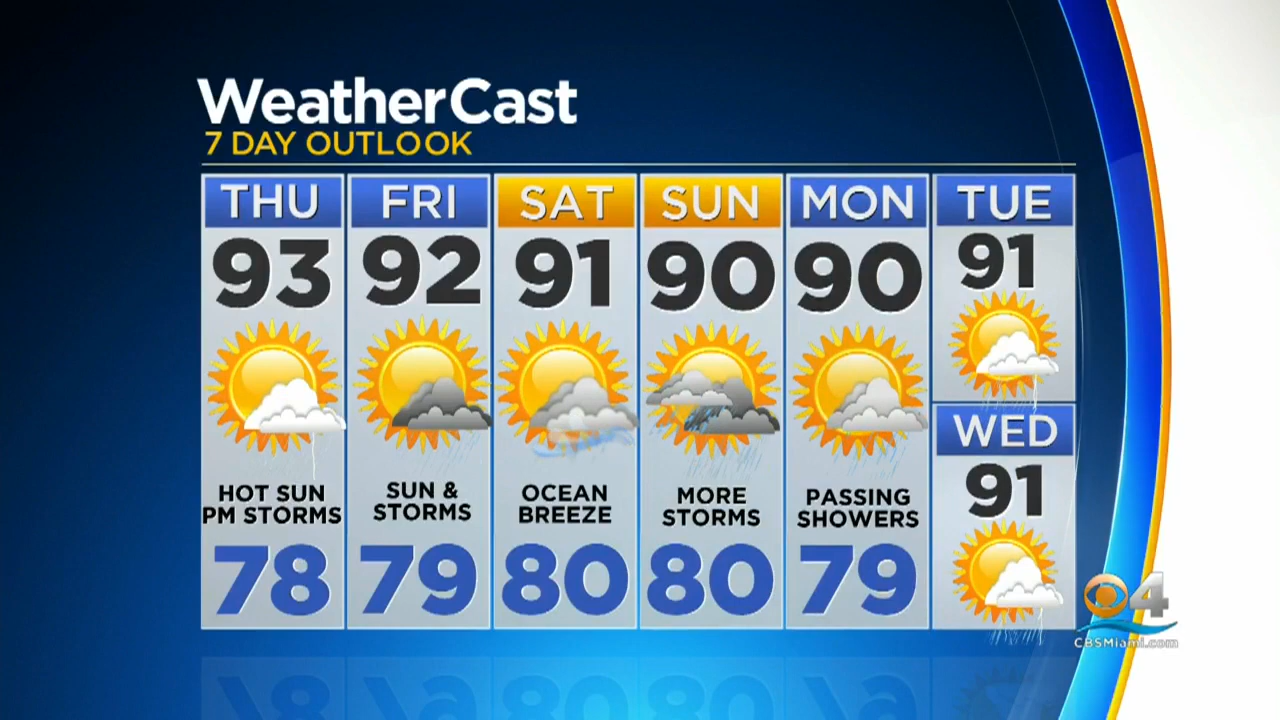 WeatherCast
7 DAY OUTLOOK
THU
93
HOT SUN
PM STORMS
78
FRI
92
SUN &
STORMS
79
SAT
91
OCEAN
BREEZE
80
SUN
90
MORE
STORMS
80
MON
90
PASSING
SHOWERS
79
TUE
91
WED
91
4
CBSMiami.com